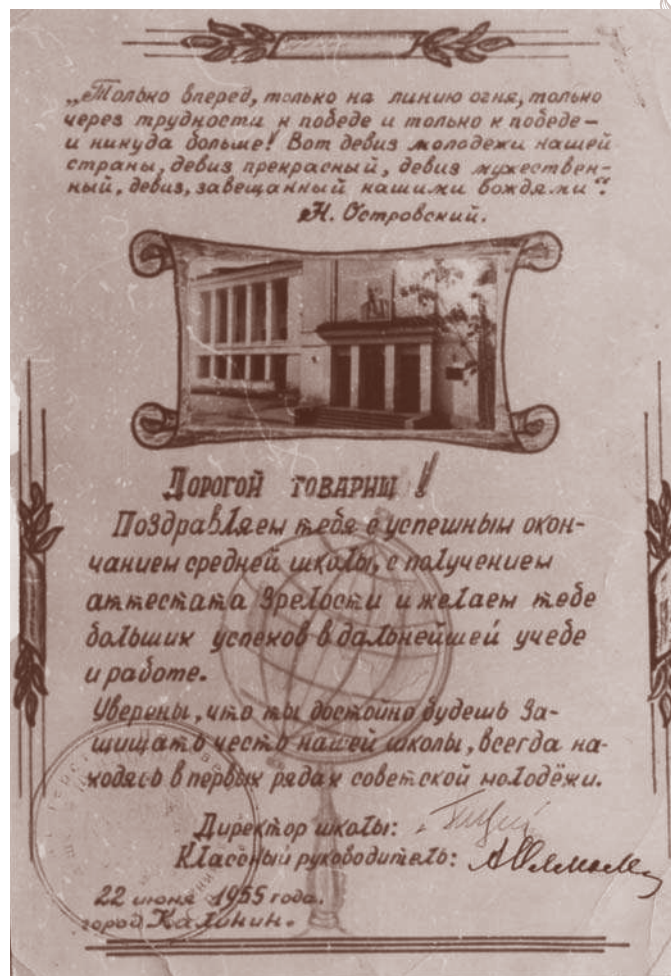 „Только вперед, только на линию огня, только
через трудности к победе и только к победе –
и никуда больше! Вот девиз молодежи нашей
страны, девиз прекрасный, девиз мужествен-
ный, девиз, завещанный нашими вождями“.
Н. Островский.
ДОРОГОЙ ТОВАРИЩ!
Поздравляем тебя с успешным окон-
чанием средней школы, с получением
аттестата зрелости и желаем тебе
больших успехов в дальнейшей учебе
и работе.
Уверены, что ты достойно будешь за-
щищать честь нашей школы, всегда на-
ходясь в первых рядах советской молодёжи.
Директор школы:
Классный руководитель:
22 июня 1955 года.
город Калинин.